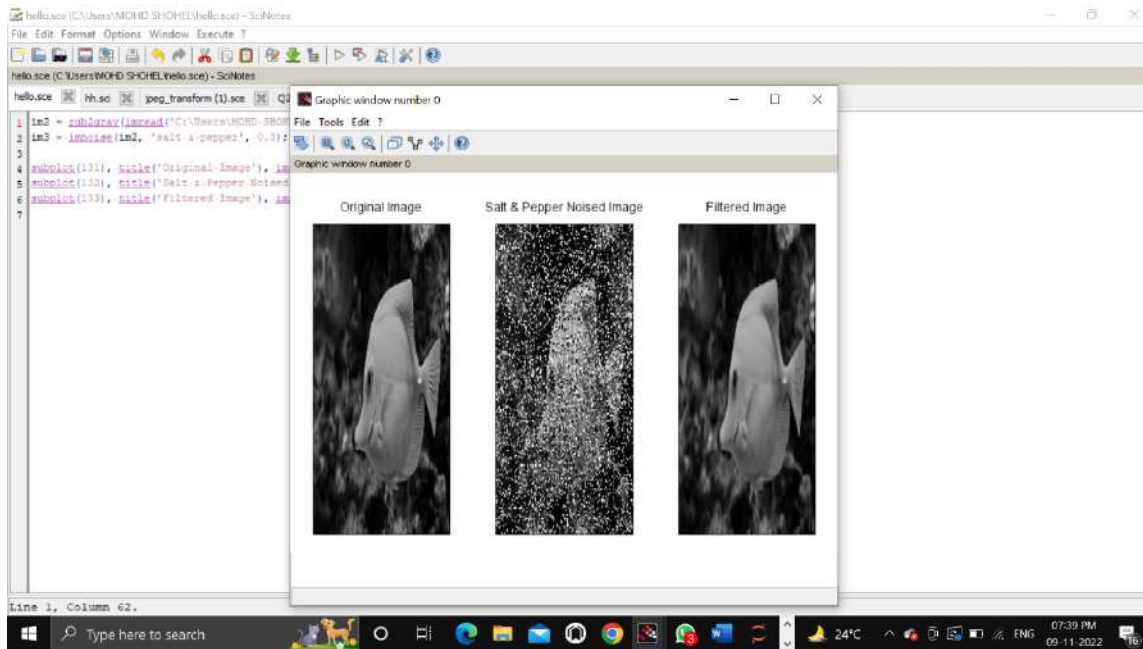 hello.sce (C:\Users\MOHD SHOHEL\hello.sce) - SciNotes
File Edit Format Options Window Execute ?
hello.sce (C:\Users\MOHD SHOHEL\hello.sce) - SciNotes
hello.sce hh.sci jpeg_transform (1).sce
1 im2 = rgb2gray(imread("C:\Users\MOHD
2 im3 = imnoise(im2, 'salt & pepper', 0.3);
3
4 subplot(131), title('Original Image'),
5 subplot(132), title('Salt & Pepper Noised
6 subplot(133), title('Filtered Image'),
7
Graphic window number 0
File Tools Edit ?
Graphic window number 0
Original Image Salt & Pepper Noised Image Filtered Image
Line 1, Column 62.
Type here to search 3 24°C ENG 07:39 PM
09-11-2022 16